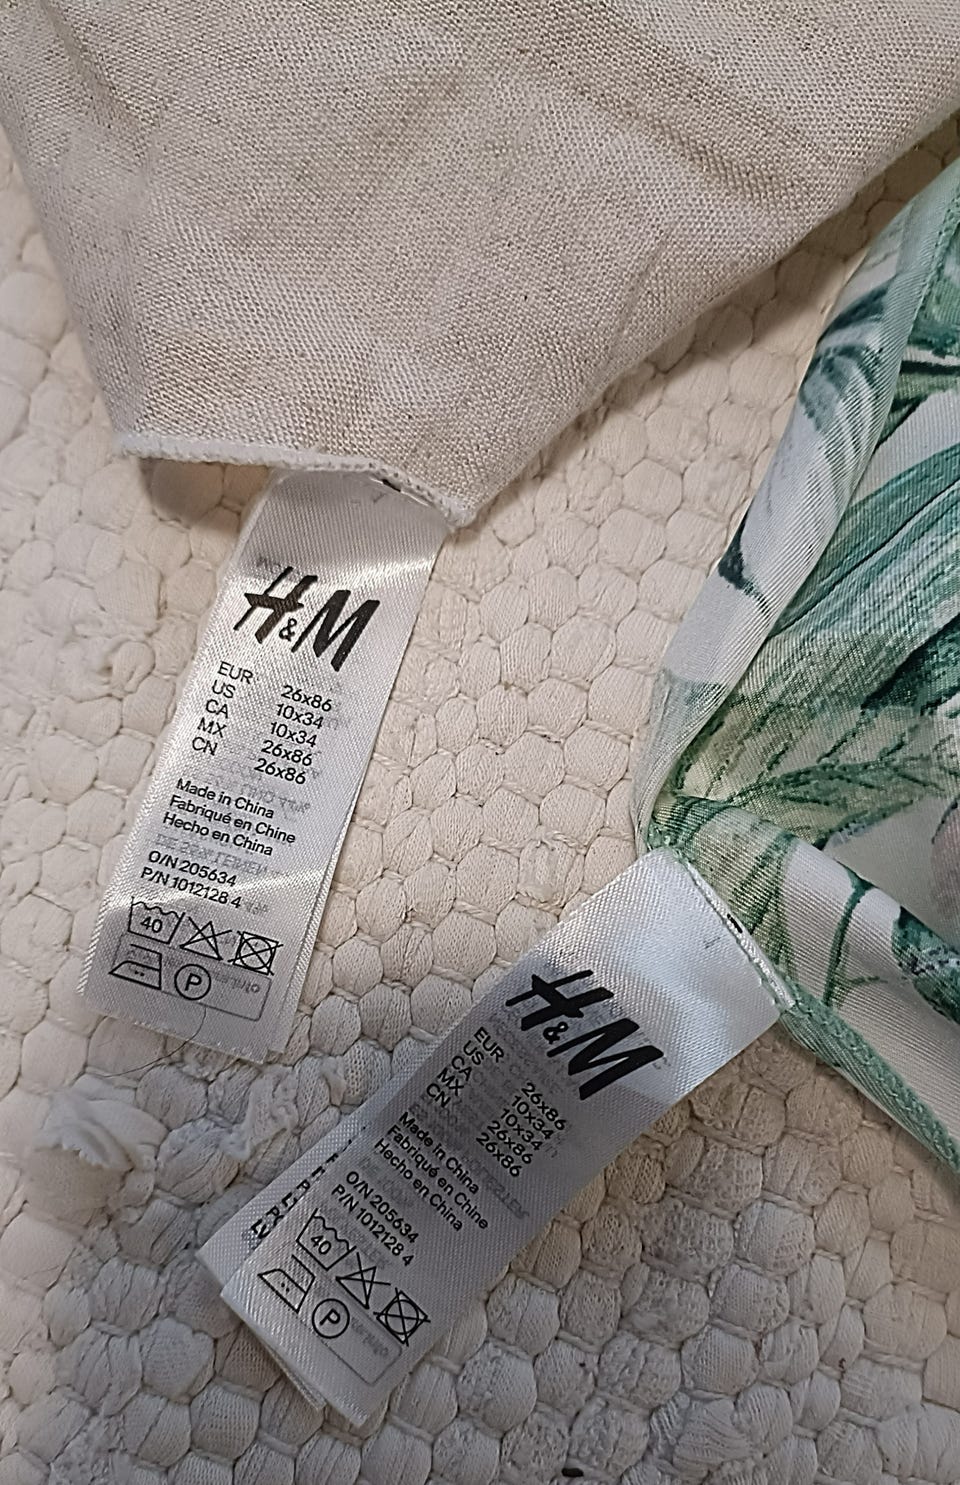 H&M
EUR 26x86
US 10x34
CA 10x34
MX 26x86
CN 26x86
Made in China
Fabriqué en Chine
Hecho en China
O/N 205634
P/N 1012128 4
40
P
H&M
EUR 26x86
US 10x34
CA 10x34
MX 26x86
CN 26x86
Made in China
Fabriqué en Chine
Hecho en China
O/N 205634
P/N 1012128 4
40
P